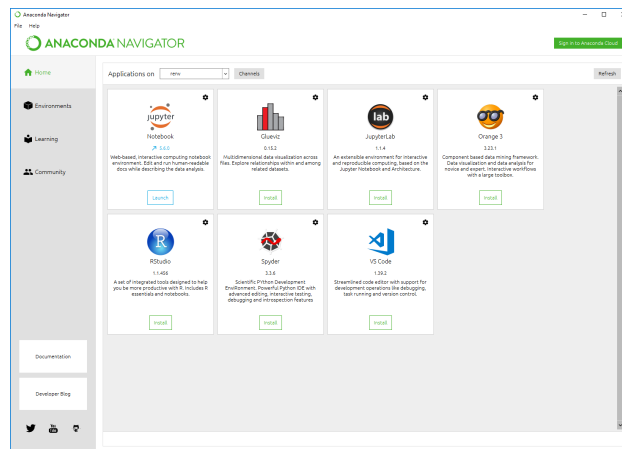 Anaconda Navigator
File Help
ANACONDA NAVIGATOR
Sign in to Anaconda Cloud
Home
Environments
Learning
Community
Documentation
Developer Blog
You
Tube
Applications on
Channels
Refresh
jupyter
Notebook
Web-based, interactive computing notebook
environment. Edit and run human-readable
docs while describing the data analysis.
Launch
Glueviz
0.15.2
Multidimensional data visualization across
files. Explore relationships within and among
related datasets.
Install
lab
JupyterLab
1.1.4
An extensible environment for interactive
and reproducible computing, based on the
Jupyter Notebook and Architecture.
Install
Orange 3
3.23.1
Component based data mining framework.
Data visualization and data analysis for
novice and expert. Interactive workflows
with a large toolbox.
Install
R
RStudio
1.1.456
A set of integrated tools designed to help
you be more productive with R. Includes R
essentials and notebooks.
Install
Spyder
3.3.6
Scientific PYthon Development
EnviRonment. Powerful Python IDE with
advanced editing, interactive testing,
debugging and introspection features
Install
VS Code
1.39.2
Streamlined code editor with support for
development operations like debugging,
task running and version control.
Install